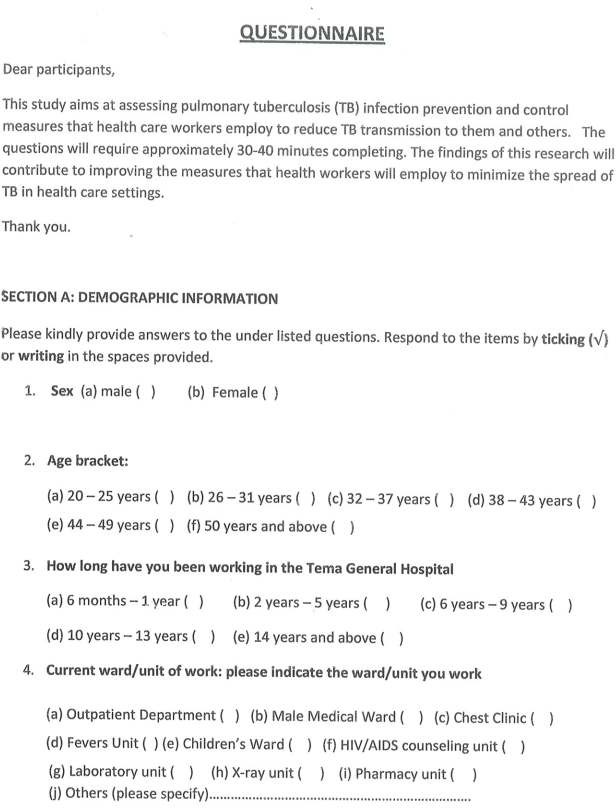 QUESTIONNAIRE
Dear participants,
This study aims at assessing pulmonary tuberculosis (TB) infection prevention and control
measures that health care workers employ to reduce TB transmission to them and others.   The
questions will require approximately 30-40 minutes completing. The findings of this research will
contribute to improving the measures that health workers will employ to minimize the spread of
TB in health care settings.
Thank you.
SECTION A: DEMOGRAPHIC INFORMATION
Please kindly provide answers to the under listed questions. Respond to the items by ticking (√)
or writing in the spaces provided.
1. Sex (a) male ( ) (b) Female ( )
2. Age bracket:
(a) 20 – 25 years ( ) (b) 26 – 31 years ( ) (c) 32 – 37 years ( ) (d) 38 – 43 years ( )
(e) 44 – 49 years ( ) (f) 50 years and above ( )
3. How long have you been working in the Tema General Hospital
(a) 6 months – 1 year ( ) (b) 2 years – 5 years ( ) (c) 6 years – 9 years ( )
(d) 10 years – 13 years ( ) (e) 14 years and above ( )
4. Current ward/unit of work: please indicate the ward/unit you work
(a) Outpatient Department ( ) (b) Male Medical Ward ( ) (c) Chest Clinic ( )
(d) Fevers Unit ( ) (e) Children's Ward ( ) (f) HIV/AIDS counseling unit ( )
(g) Laboratory unit ( ) (h) X-ray unit ( ) (i) Pharmacy unit ( )
(j) Others (please specify)......................................................................